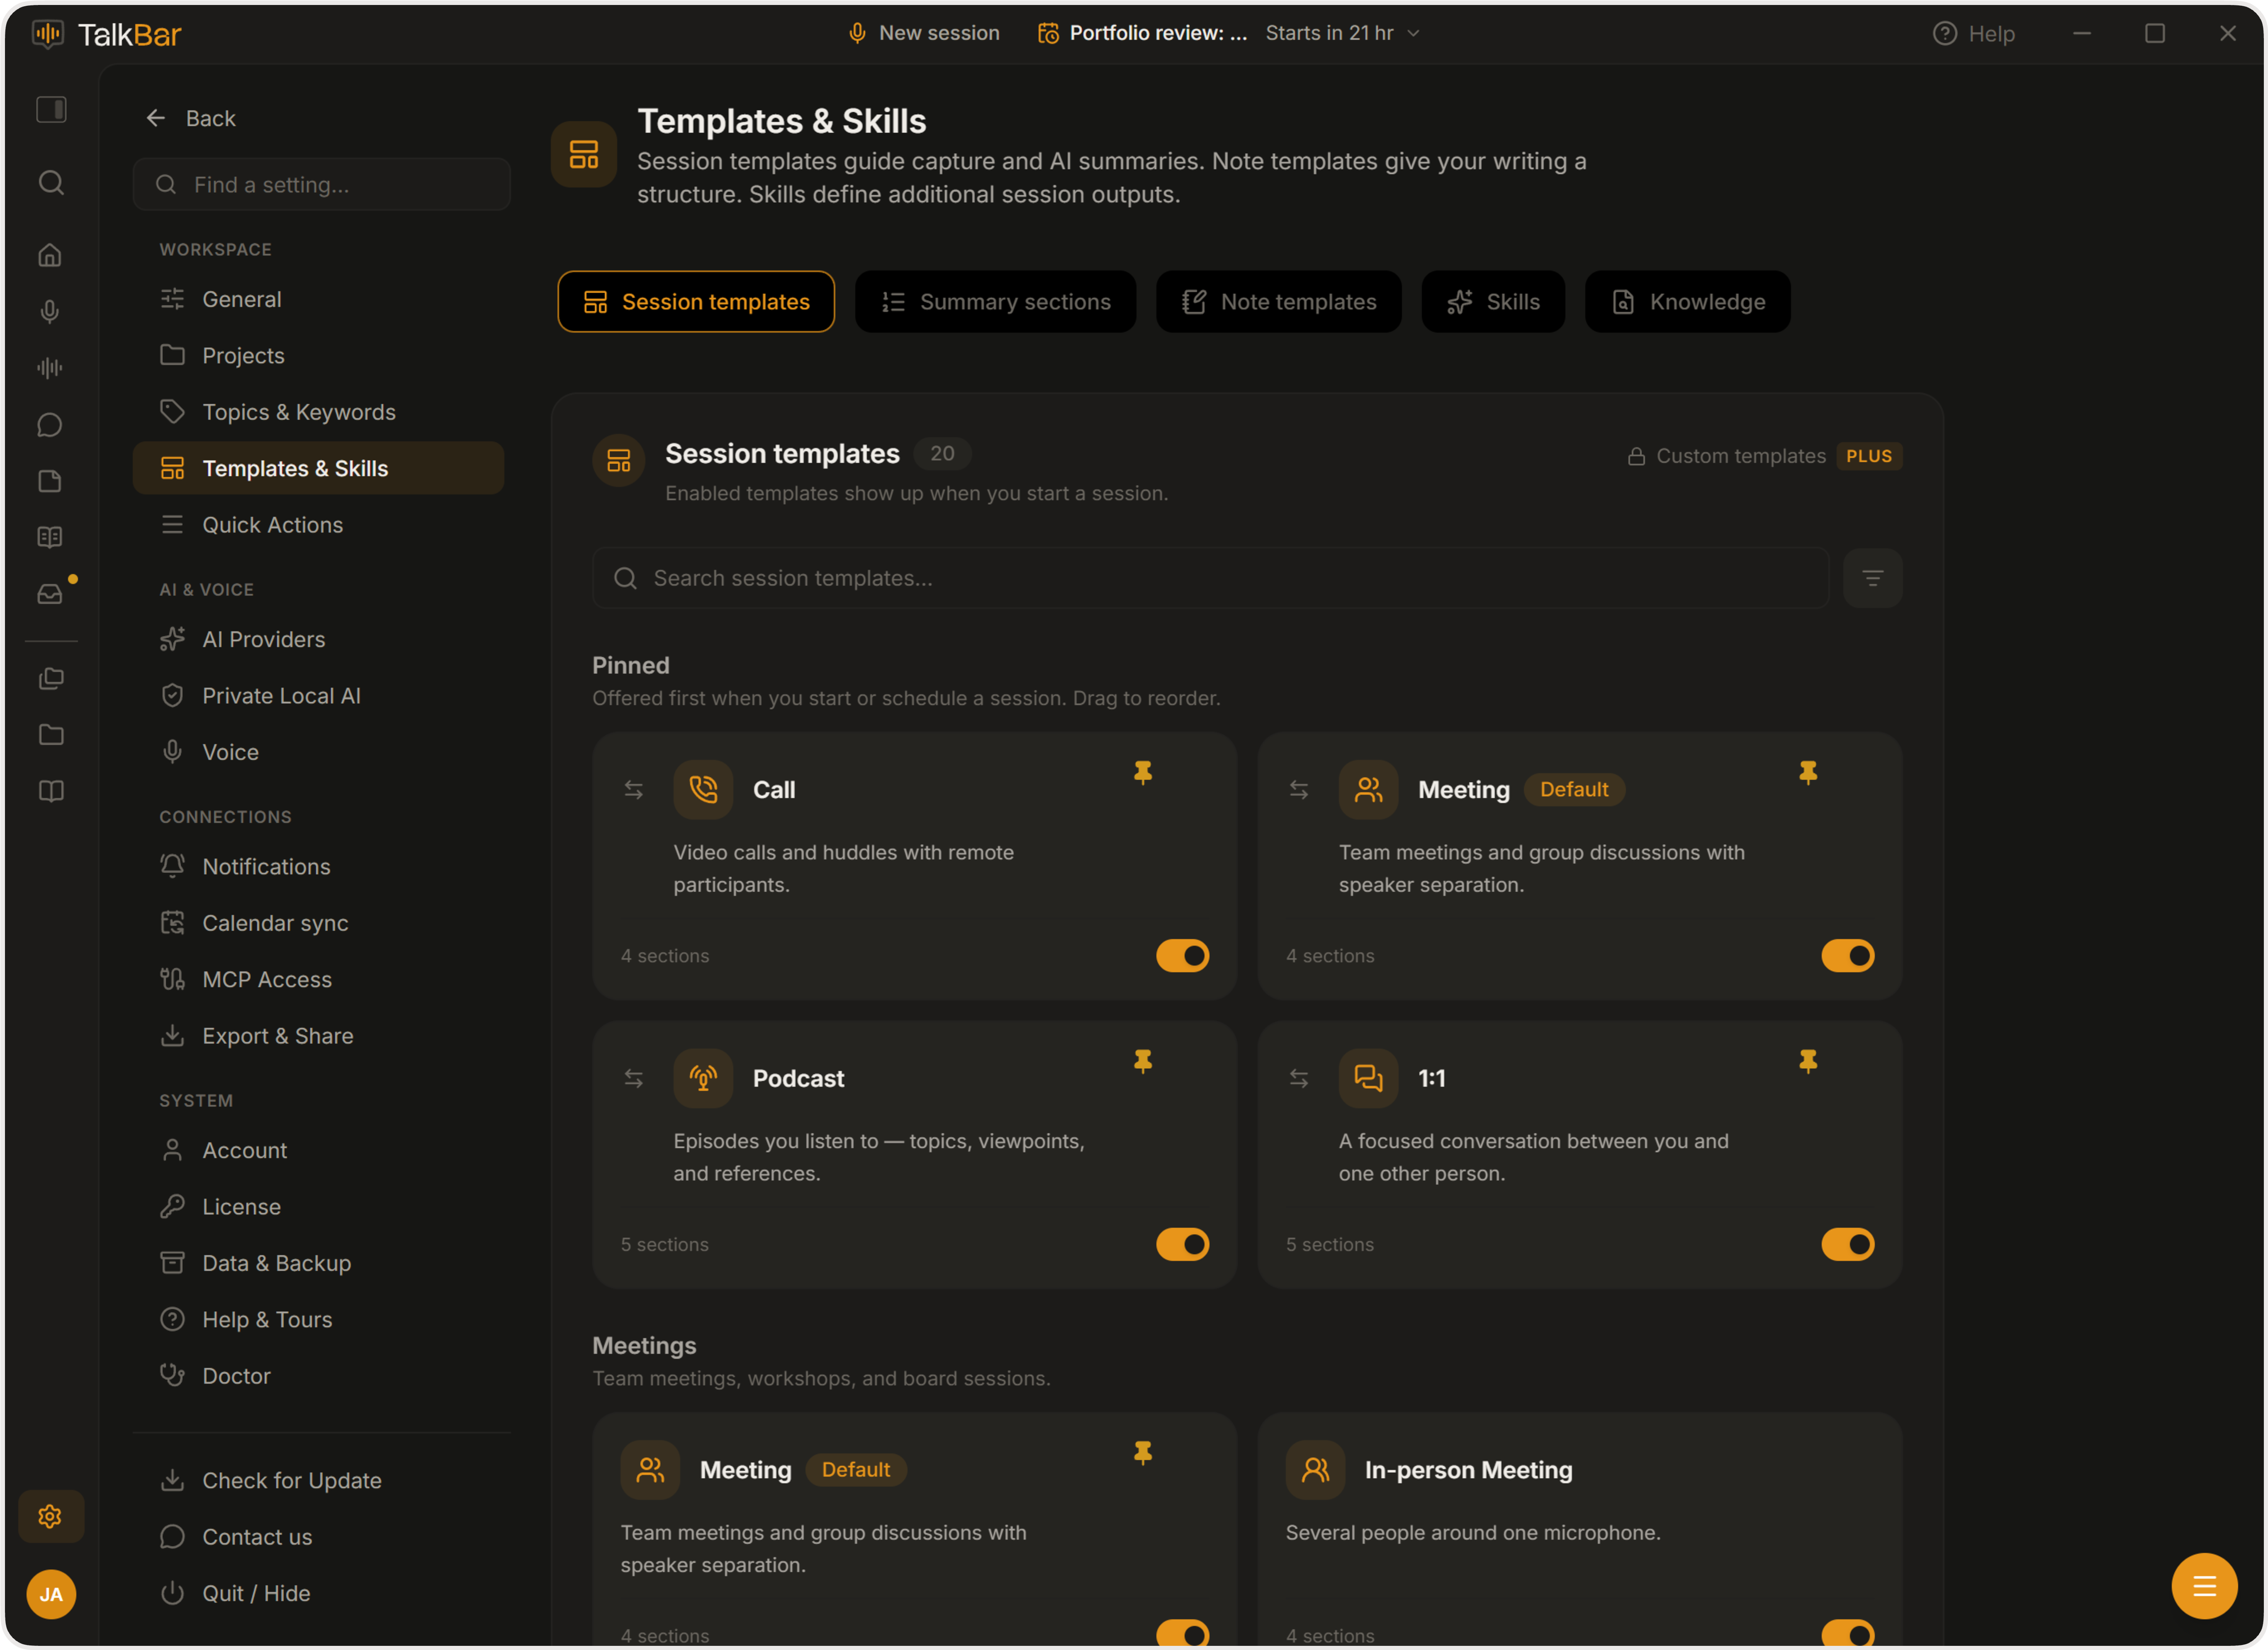 TalkBar
New session
Portfolio review: ... Starts in 21 hr
Help
Back
Find a setting...
WORKSPACE
General
Projects
Topics & Keywords
Templates & Skills
Quick Actions
AI & VOICE
AI Providers
Private Local AI
Voice
CONNECTIONS
Notifications
Calendar sync
MCP Access
Export & Share
SYSTEM
Account
License
Data & Backup
Help & Tours
Doctor
Check for Update
Contact us
Quit / Hide
JA
Templates & Skills
Session templates guide capture and AI summaries. Note templates give your writing a
structure. Skills define additional session outputs.
Session templates
Summary sections
Note templates
Skills
Knowledge
Session templates 20
Enabled templates show up when you start a session.
Custom templates PLUS
Search session templates...
Pinned
Offered first when you start or schedule a session. Drag to reorder.
Call
Video calls and huddles with remote
participants.
4 sections
Meeting Default
Team meetings and group discussions with
speaker separation.
4 sections
Podcast
Episodes you listen to — topics, viewpoints,
and references.
5 sections
1:1
A focused conversation between you and
one other person.
5 sections
Meetings
Team meetings, workshops, and board sessions.
Meeting Default
Team meetings and group discussions with
speaker separation.
4 sections
In-person Meeting
Several people around one microphone.
4 sections